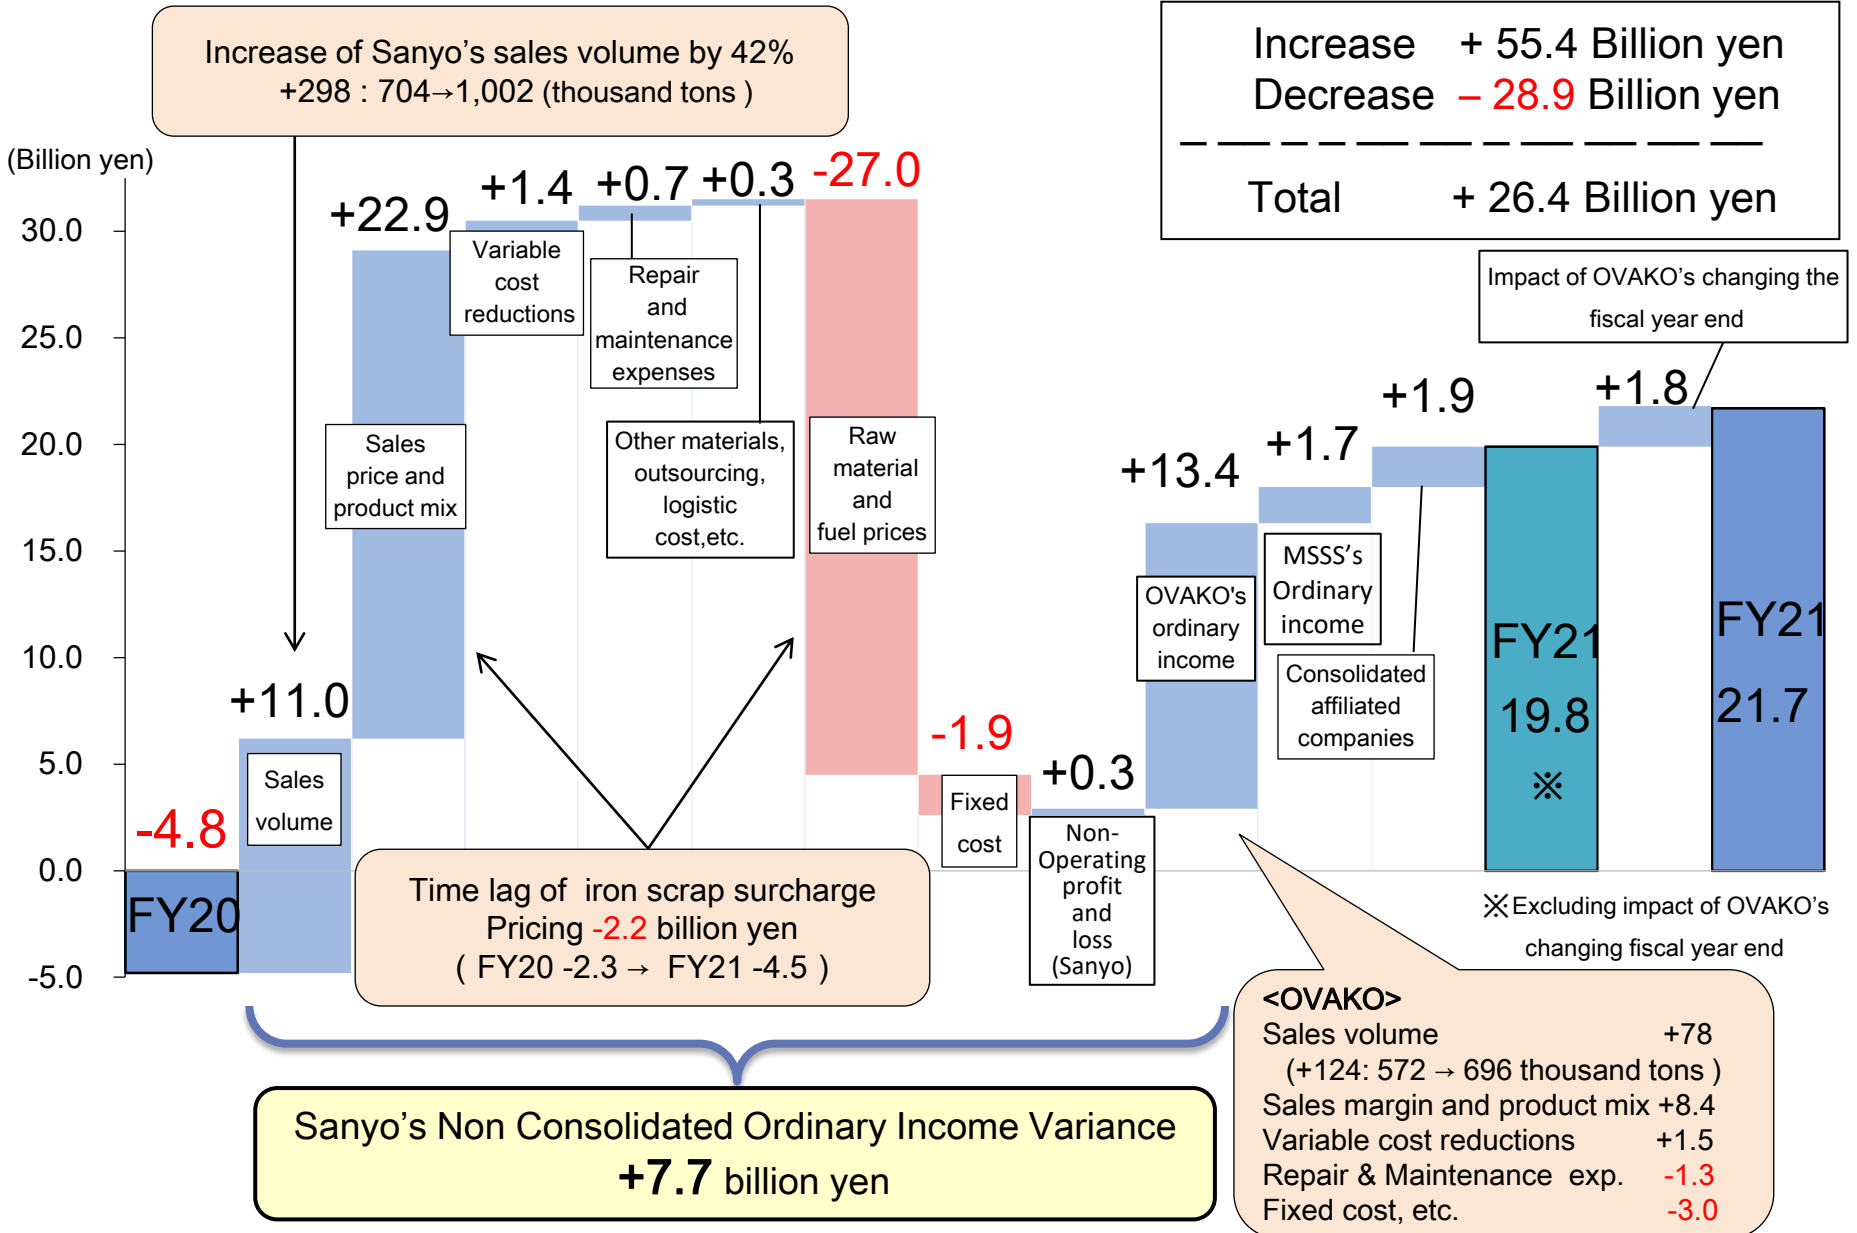 Increase of Sanyo’s sales volume by 42%
+298 : 704→1,002 (thousand tons )
Increase + 55.4 Billion yen
Decrease – 28.9 Billion yen
Total + 26.4 Billion yen
(Billion yen)
30.0
25.0
20.0
15.0
10.0
5.0
0.0
-5.0
-4.8
FY20
+11.0
Sales
volume
+22.9
Sales
price and
product mix
+1.4
Variable
cost
reductions
+0.7
Repair
and
maintenance
expenses
+0.3
Other materials,
outsourcing,
logistic
cost,etc.
-27.0
Raw
material
and
fuel prices
-1.9
Fixed
cost
+0.3
Non-
Operating
profit
and
loss
(Sanyo)
+13.4
OVAKO's
ordinary
income
+1.7
MSSS’s
Ordinary
income
+1.9
Consolidated
affiliated
companies
FY21
19.8
※
+1.8
Impact of OVAKO’s changing the
fiscal year end
FY21
21.7
※Excluding impact of OVAKO’s
changing fiscal year end
Time lag of iron scrap surcharge
Pricing -2.2 billion yen
( FY20 -2.3 → FY21 -4.5 )
Sanyo’s Non Consolidated Ordinary Income Variance
+7.7 billion yen
<OVAKO>
Sales volume +78
(+124: 572 → 696 thousand tons )
Sales margin and product mix +8.4
Variable cost reductions +1.5
Repair & Maintenance exp. -1.3
Fixed cost, etc. -3.0